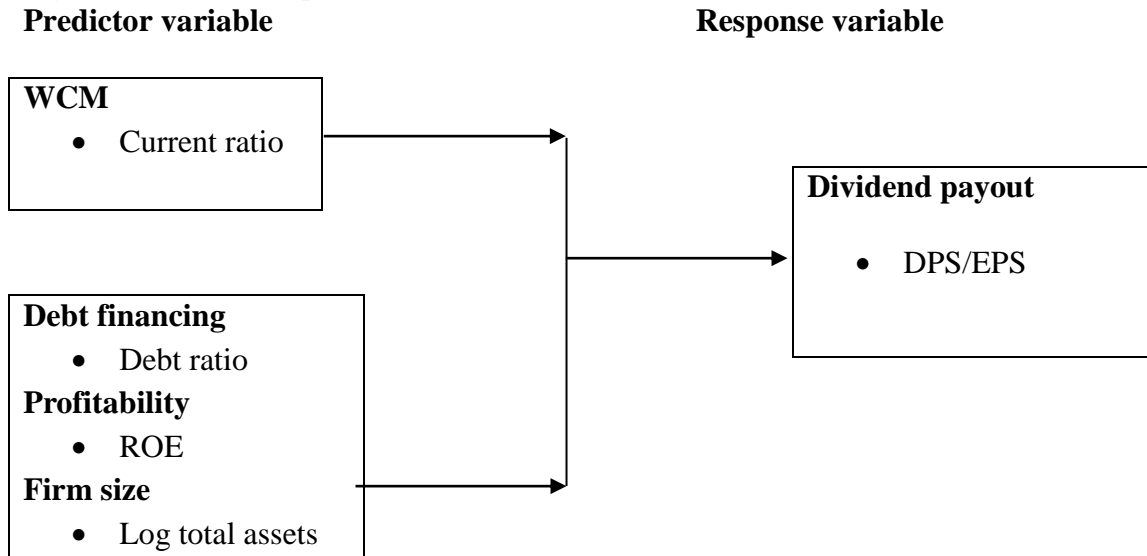 Predictor variable
Response variable
WCM
• Current ratio
Dividend payout
• DPS/EPS
Debt financing
• Debt ratio
Profitability
• ROE
Firm size
• Log total assets